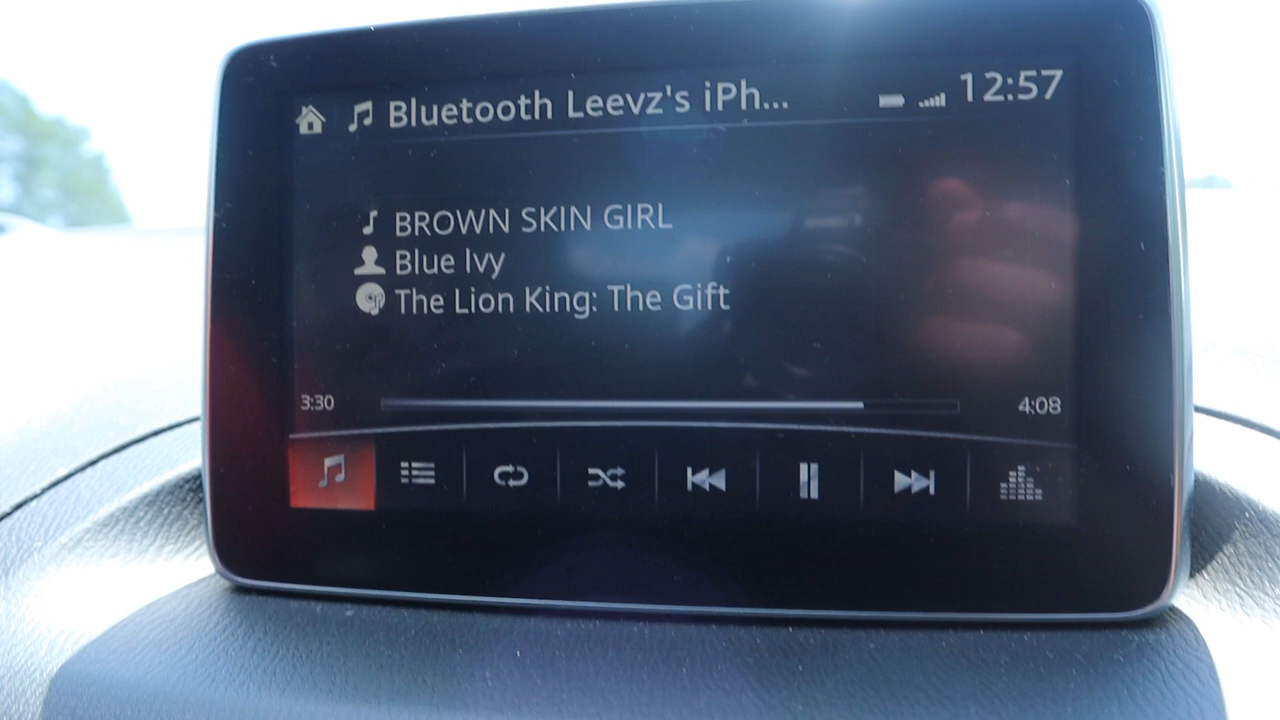 Bluetooth Leevz's iPh...
12:57
BROWN SKIN GIRL
Blue Ivy
The Lion King: The Gift
3:30
4:08